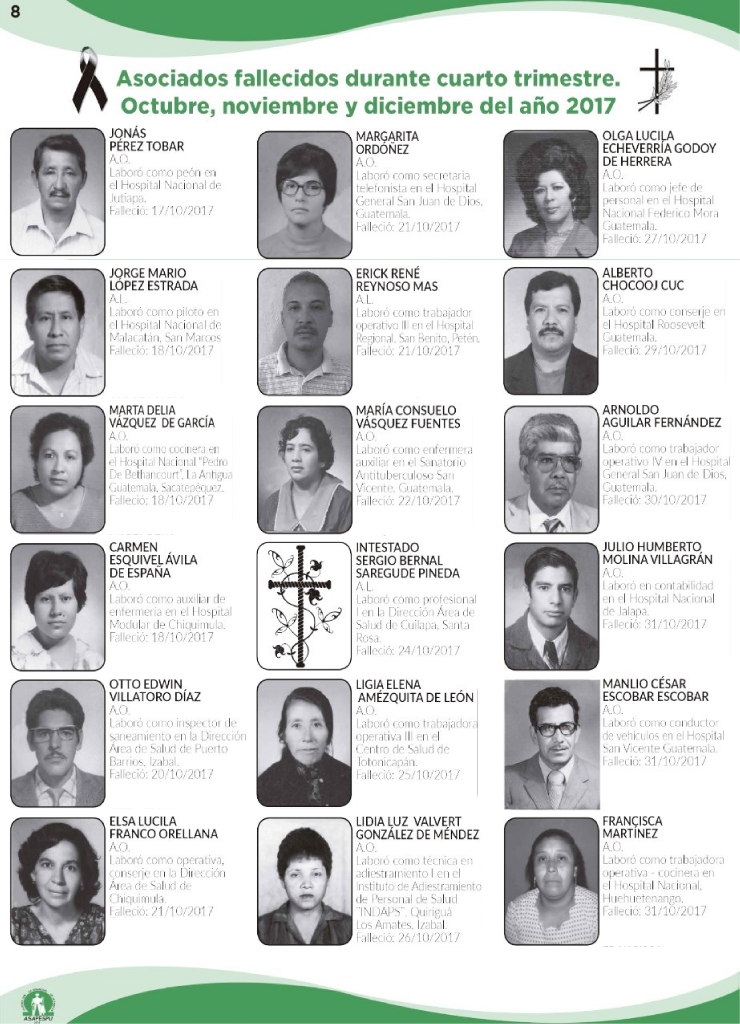 8
Asociados fallecidos durante cuarto trimestre.
Octubre, noviembre y diciembre del año 2017
JONÁS
PÉREZ TOBAR
A.O.
Laboró como peón en
el Hospital Nacional de
Jutiapa.
Falleció: 17/10/2017
JORGE MARIO
LÓPEZ ESTRADA
A.L.
Laboró como piloto en
el Hospital Nacional de
Malacatán, San Marcos
Falleció: 18/10/2017
MARTA DELIA
VÁZQUEZ DE GARCÍA
A.O.
Laboró como cocinera en
el Hospital Nacional "Pedro
De Bethancourt", La Antigua
Guatemala, Sacatepéquez.
Falleció: 18/10/2017
CARMEN
ESQUIVEL ÁVILA
DE ESPAÑA
A.O.
Laboró como auxiliar de
enfermería en el Hospital
Modular de Chiquimula.
Falleció: 18/10/2017
OTTO EDWIN
VILLATORO DÍAZ
A.O.
Laboró como inspector de
saneamiento en la Dirección
Área de Salud de Puerto
Barrios, Izabal.
Falleció: 20/10/2017
ELSA LUCILA
FRANCO ORELLANA
A.O.
Laboró como operativa,
conserje en la Dirección
Área de Salud de
Chiquimula.
Falleció: 21/10/2017
MARGARITA
ORDÓÑEZ
A.O.
Laboró como secretaria
telefonista en el Hospital
General San Juan de Dios,
Guatemala.
Falleció: 21/10/2017
ERICK RENÉ
REYNOSO MAS
A.L.
Laboró como trabajador
operativo III en el Hospital
Regional, San Benito, Petén.
Falleció: 21/10/2017
MARÍA CONSUELO
VÁSQUEZ FUENTES
A.O.
Laboró como enfermera
auxiliar en el Sanatorio
Antituberculoso San
Vicente, Guatemala.
Falleció: 22/10/2017
INTESTADO
SERGIO BERNAL
SAREGUDE PINEDA
A.L.
Laboró como profesional
I en la Dirección Área de
Salud de Cuilapa, Santa
Rosa.
Falleció: 24/10/2017
LIGIA ELENA
AMÉZQUITA DE LEÓN
A.O.
Laboró como trabajadora
operativa III en el
Centro de Salud de
Totonicapán.
Falleció: 25/10/2017
LIDIA LUZ VALVERT
GONZÁLEZ DE MÉNDEZ
A.O.
Laboró como técnica en
adiestramiento I en el
Instituto de Adiestramiento
de Personal de Salud
"INDAPS", Quiriguá
Los Amates, Izabal.
Falleció: 26/10/2017
OLGA LUCILA
ECHEVERRÍA GODOY
DE HERRERA
A.O.
Laboró como jefe de
personal en el Hospital
Nacional Federico Mora
Guatemala.
Falleció: 27/10/2017
ALBERTO
CHOCOOJ CUC
A.O.
Laboró como conserje en
el Hospital Roosevelt
Guatemala.
Falleció: 29/10/2017
ARNOLDO
AGUILAR FERNÁNDEZ
A.O.
Laboró como trabajador
operativo IV en el Hospital
General San Juan de Dios,
Guatemala.
Falleció: 30/10/2017
JULIO HUMBERTO
MOLINA VILLAGRÁN
A.O.
Laboró en contabilidad
en el Hospital Nacional
de Jalapa.
Falleció: 31/10/2017
MANLIO CÉSAR
ESCOBAR ESCOBAR
A.O.
Laboró como conductor
de vehículos en el Hospital
San Vicente Guatemala.
Falleció: 31/10/2017
FRANCISCA
MARTÍNEZ
A.O.
Laboró como trabajadora
operativa - cocinera en
el Hospital Nacional,
Huehuetenango,
Falleció: 31/10/2017